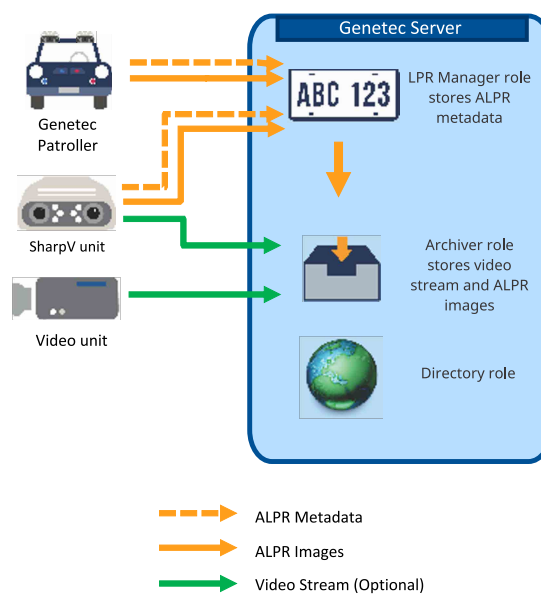 Genetec Server
ABC 123
LPR Manager role
stores ALPR
metadata
Genetec
Patroller
SharpV unit
Archiver role
stores video
stream and ALPR
images
Video unit
Directory role
ALPR Metadata
ALPR Images
Video Stream (Optional)